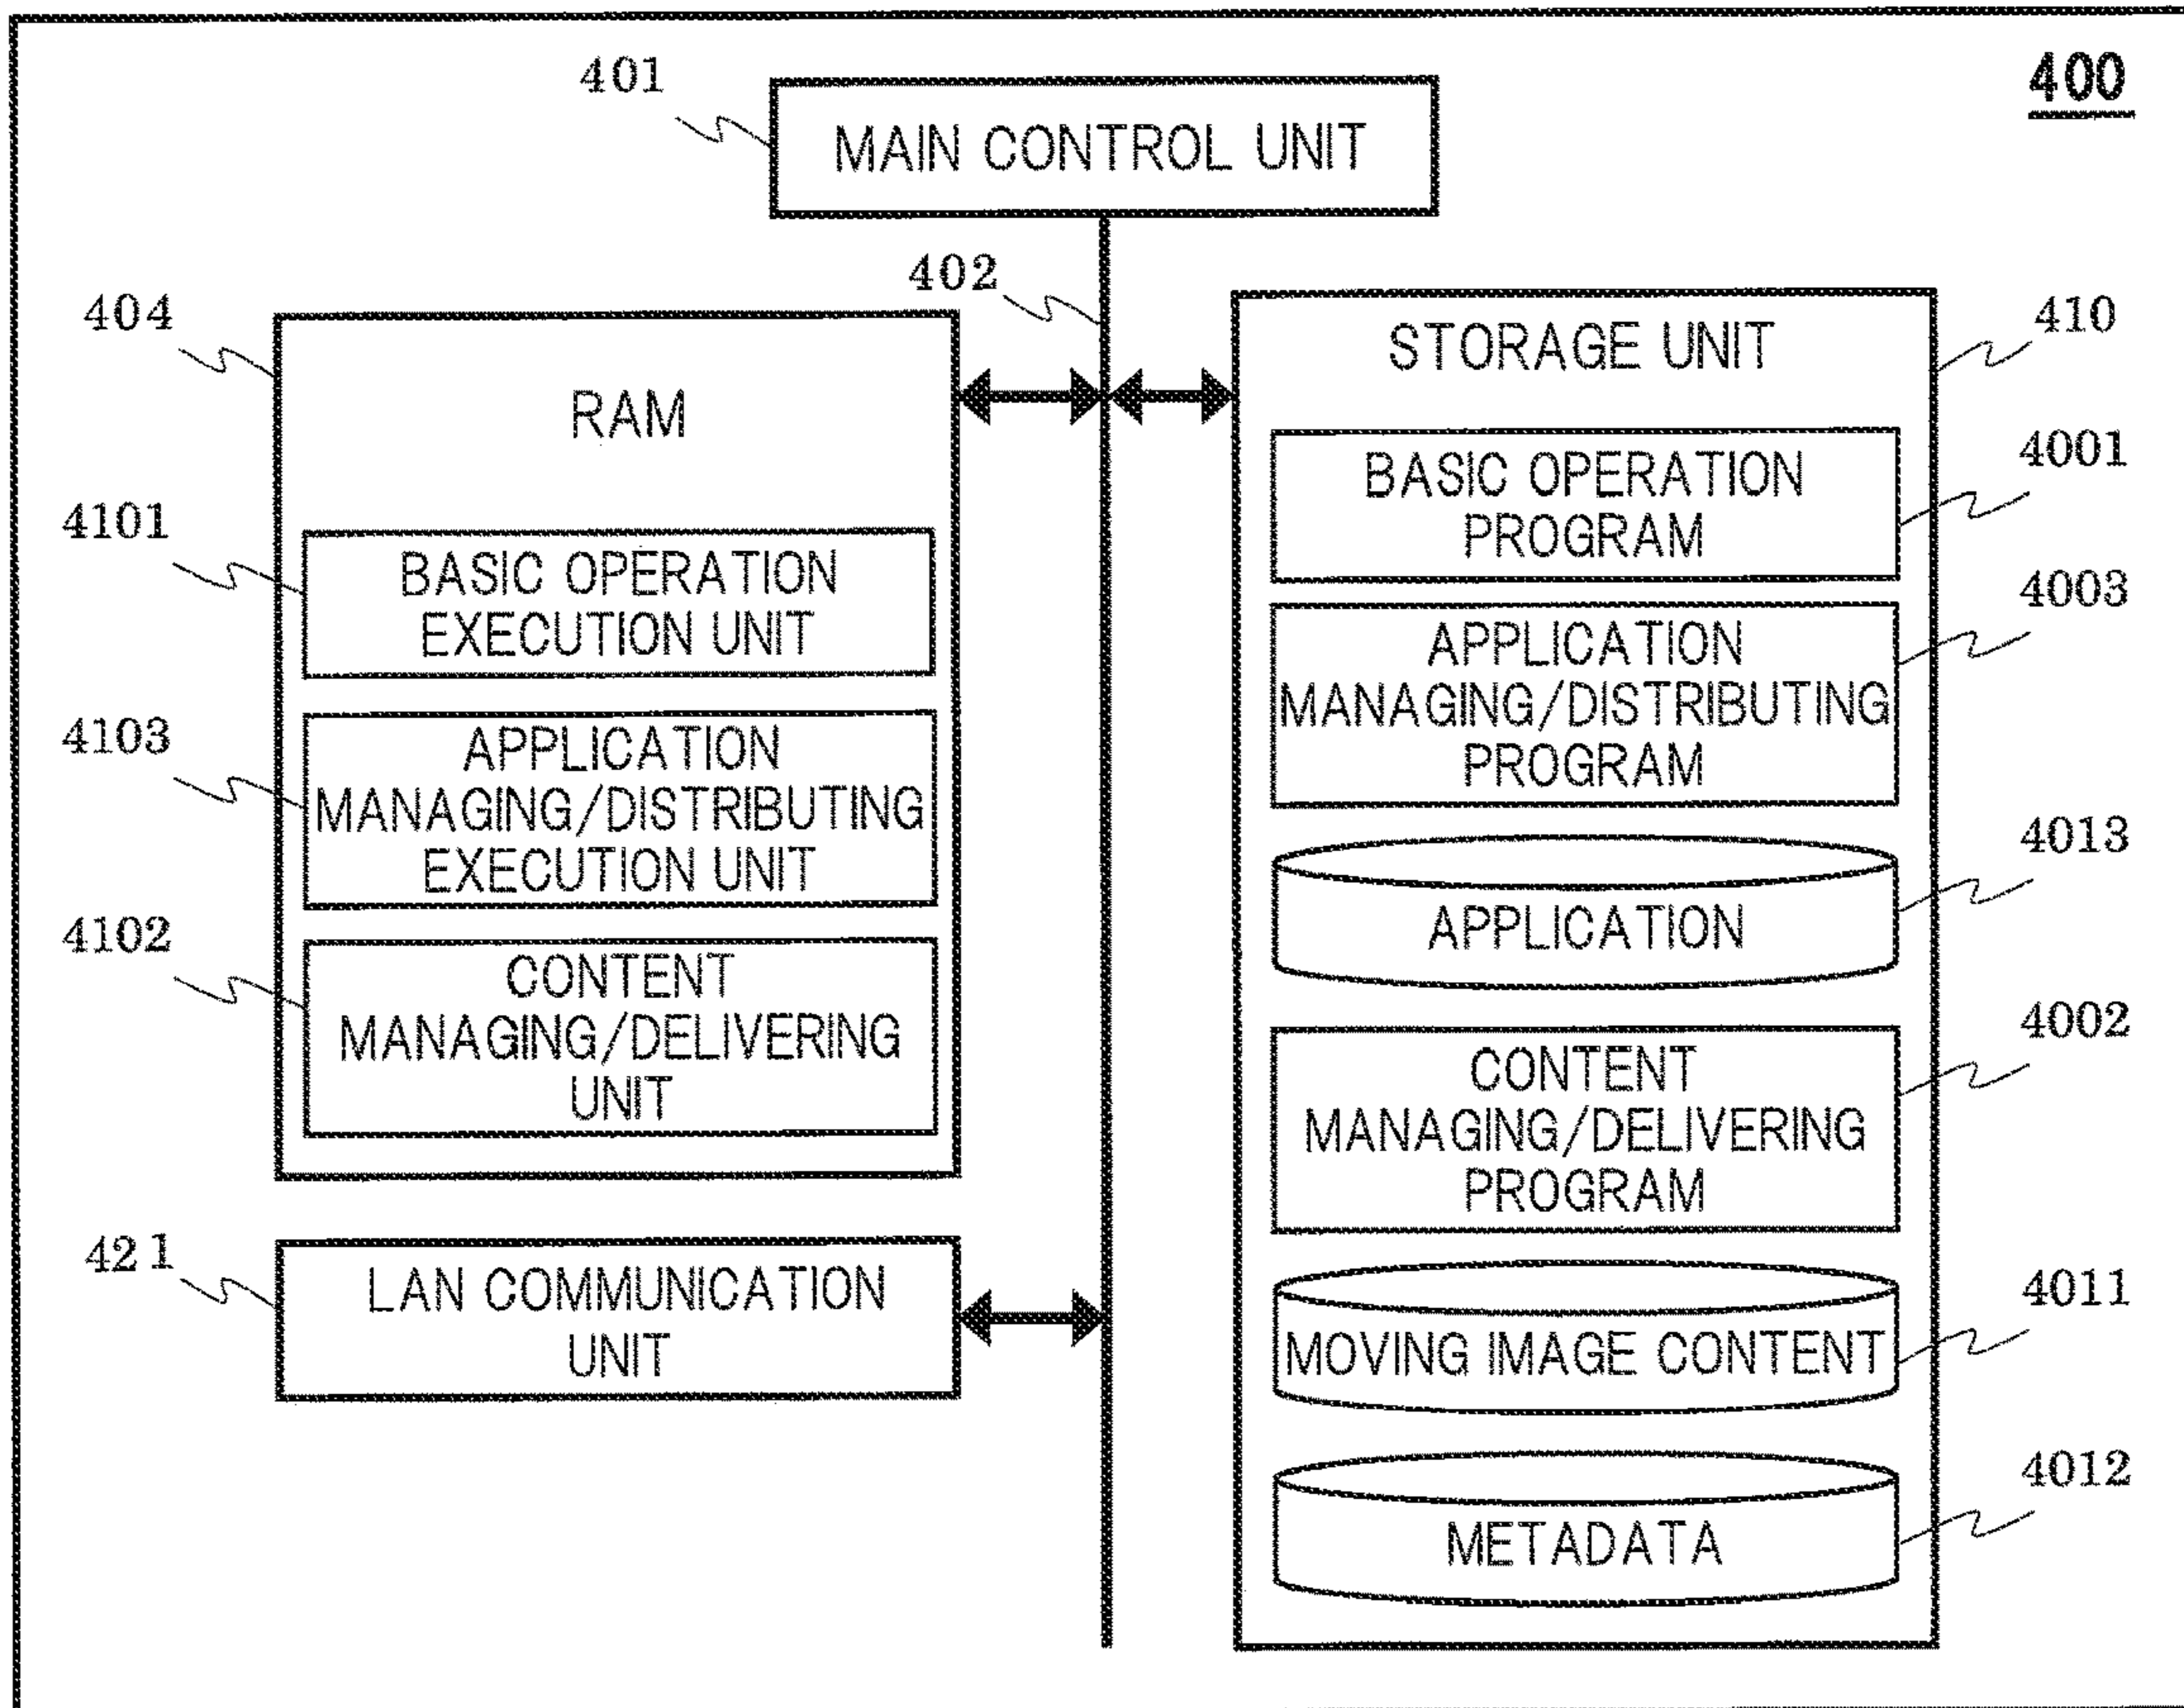 400
401
MAIN CONTROL UNIT
402
404
RAM
4101
BASIC OPERATION
EXECUTION UNIT
4103
APPLICATION
MANAGING/DISTRIBUTING
EXECUTION UNIT
4102
CONTENT
MANAGING/DELIVERING
UNIT
421
LAN COMMUNICATION
UNIT
STORAGE UNIT
410
BASIC OPERATION
PROGRAM
4001
APPLICATION
MANAGING/DISTRIBUTING
PROGRAM
4003
APPLICATION
4013
CONTENT
MANAGING/DELIVERING
PROGRAM
4002
MOVING IMAGE CONTENT
4011
METADATA
4012